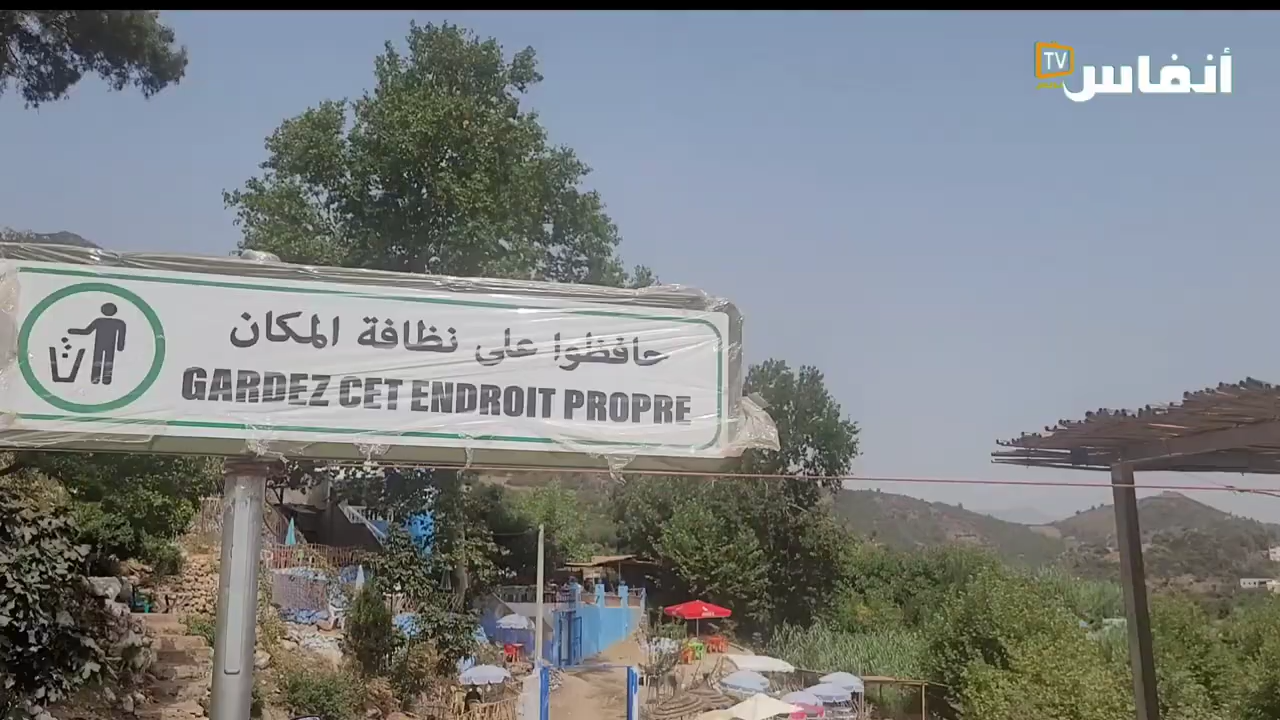 TV أنفاس
حافظوا على نظافة المكان
GARDEZ CET ENDROIT PROPRE